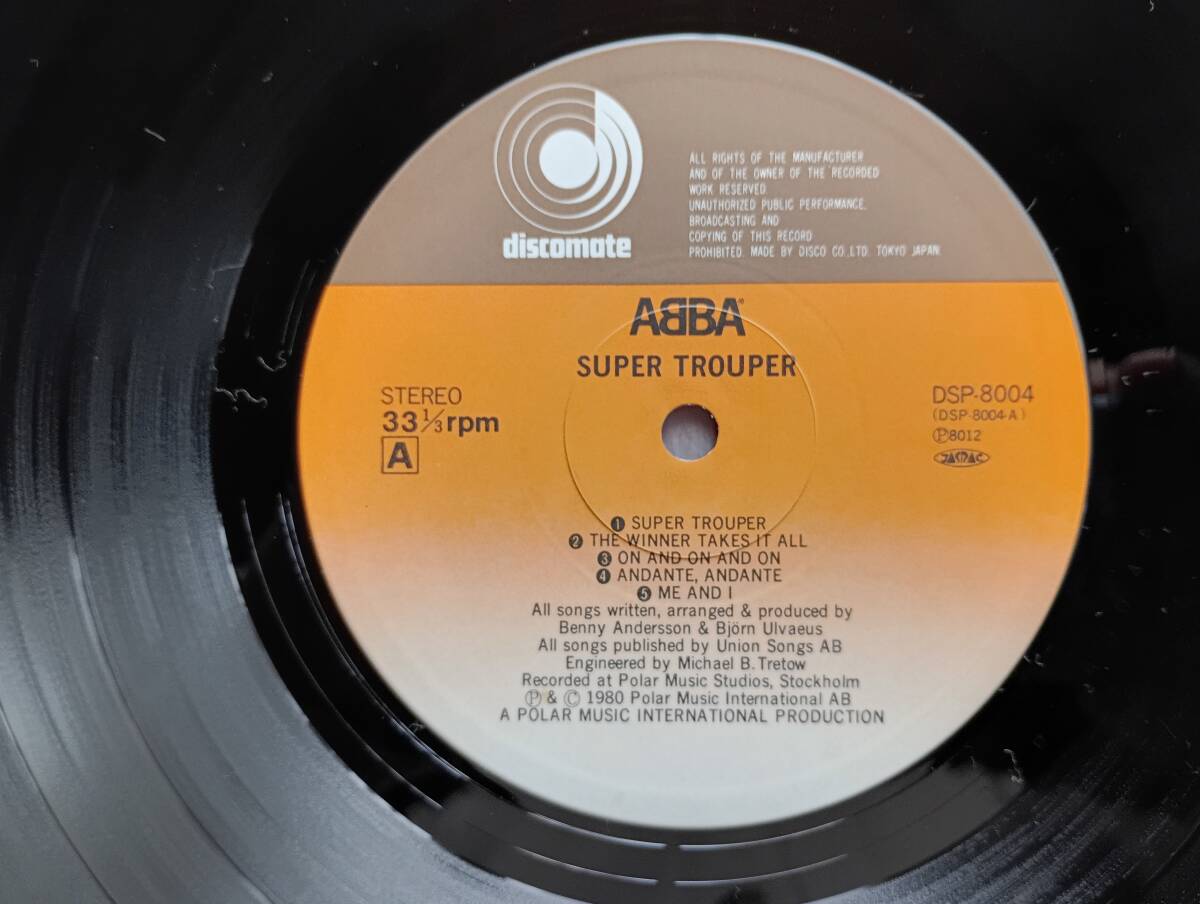 discomate
ALL RIGHTS OF THE MANUFACTURER
AND OF THE OWNER OF THE RECORDED
WORK RESERVED.
UNAUTHORIZED PUBLIC PERFORMANCE.
BROADCASTING AND
COPYING OF THIS RECORD
PROHIBITED. MADE BY DISCO CO., LTD. TOKYO JAPAN.
ABBA®
SUPER TROUPER
STEREO
33 1/3 rpm
A
DSP-8004
(DSP-8004-A)
Ⓟ8012
JASRAC
❶ SUPER TROUPER
❷ THE WINNER TAKES IT ALL
❸ ON AND ON AND ON
❹ ANDANTE, ANDANTE
❺ ME AND I
All songs written, arranged & produced by
Benny Andersson & Björn Ulvaeus
All songs published by Union Songs AB
Engineered by Michael B. Tretow
Recorded at Polar Music Studios, Stockholm
Ⓟ & © 1980 Polar Music International AB
A POLAR MUSIC INTERNATIONAL PRODUCTION